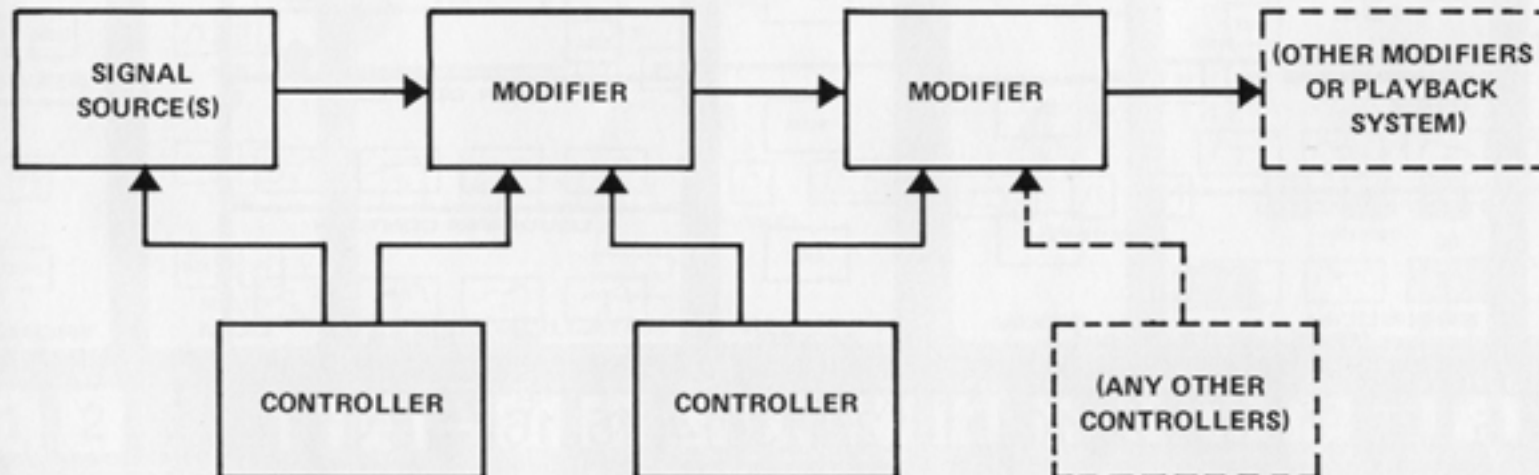 SIGNAL
SOURCE(S)
MODIFIER
MODIFIER
(OTHER MODIFIERS
OR PLAYBACK
SYSTEM)
CONTROLLER
CONTROLLER
(ANY OTHER
CONTROLLERS)